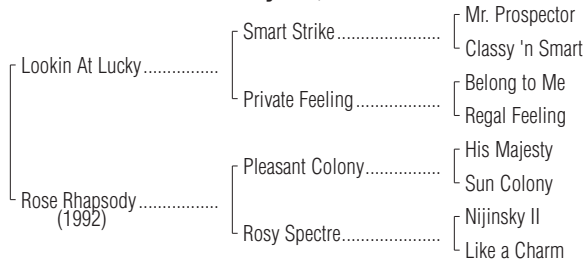 Mr. Prospector
Smart Strike..................
Classy 'n Smart
Lookin At Lucky...............
Belong to Me
Private Feeling...................
Regal Feeling
His Majesty
Pleasant Colony...............
Sun Colony
Rose Rhapsody................
(1992)
Nijinsky II
Rosy Spectre.....................
Like a Charm